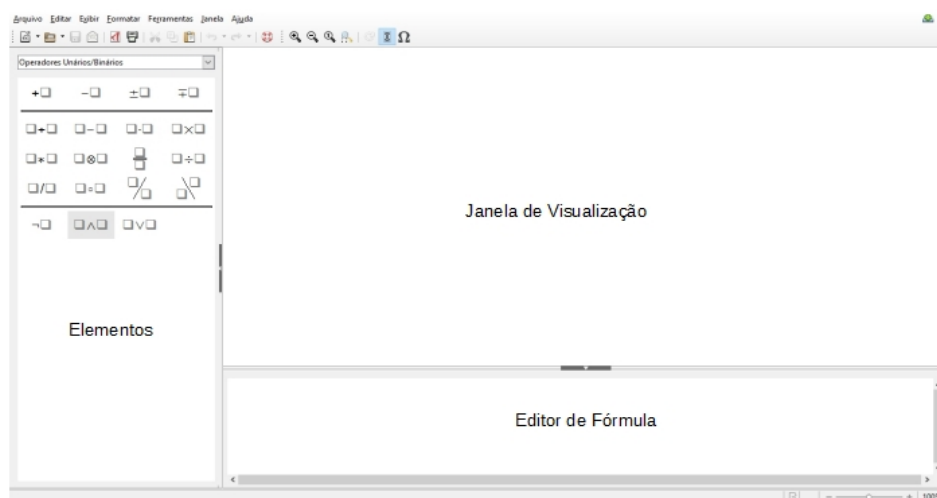 Arquivo Editar Exibir Formatar Ferramentas Janela Ajuda
Operadores Unários/Binários
+□ −□ ±□ ∓□
□+□ □−□ □·□ □×□
□∗□ □⊗□ □÷□
□/□ □∘□
¬□ □∧□ □∨□
Janela de Visualização
Elementos
Editor de Fórmula